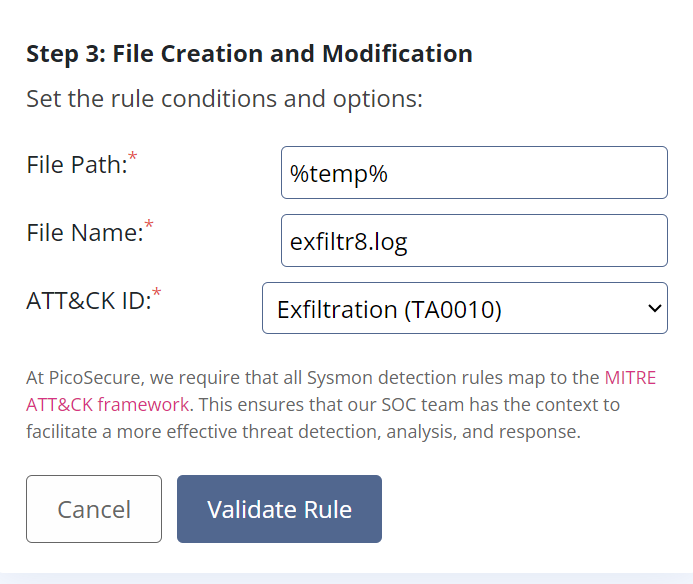 Step 3: File Creation and Modification
Set the rule conditions and options:
File Path:*
%temp%
File Name:*
exfiltr8.log
ATT&CK ID:*
Exfiltration (TA0010)
At PicoSecure, we require that all Sysmon detection rules map to the MITRE
ATT&CK framework. This ensures that our SOC team has the context to
facilitate a more effective threat detection, analysis, and response.
Cancel
Validate Rule